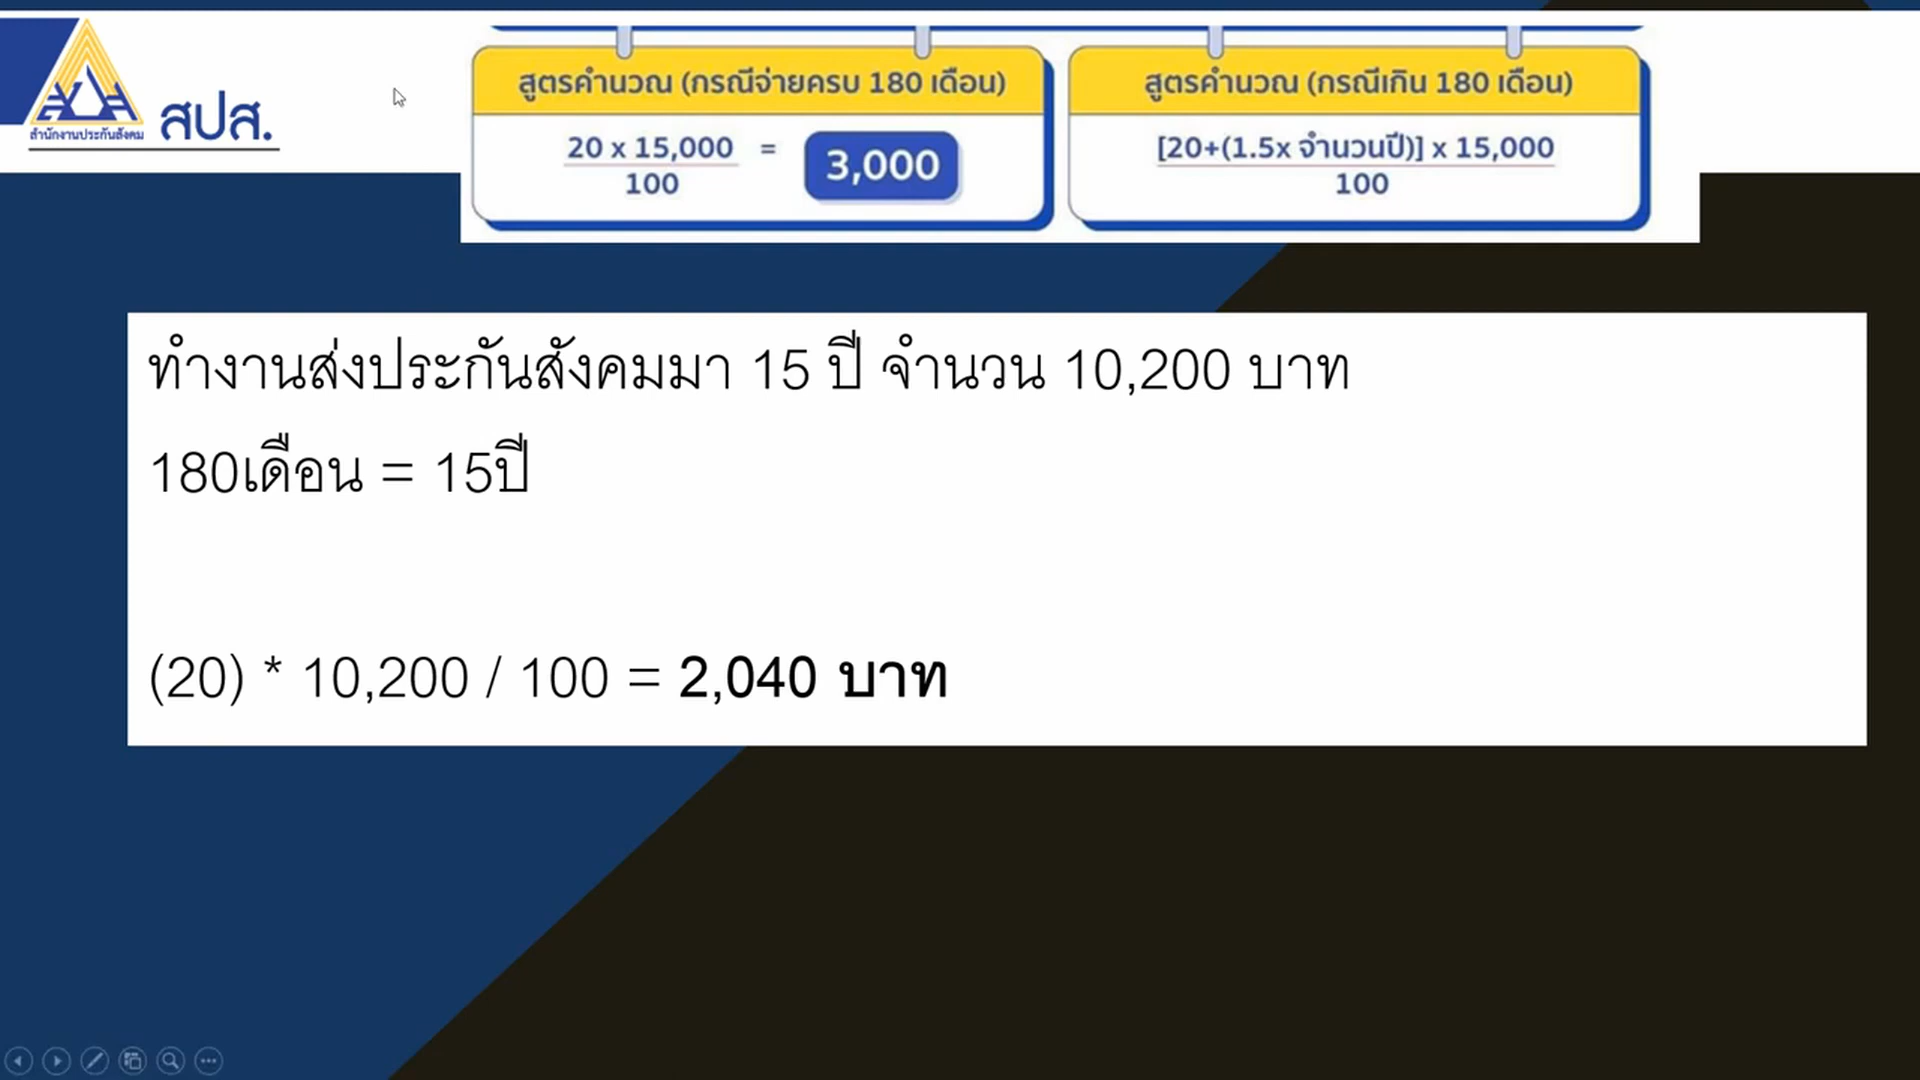 สปส.
สำนักงานประกันสังคม
สูตรคำนวณ (กรณีจ่ายครบ 180 เดือน)
20 x 15,000 = 3,000
100
สูตรคำนวณ (กรณีเกิน 180 เดือน)
[20+(1.5x จำนวนปี)] x 15,000
100
ทำงานส่งประกันสังคมมา 15 ปี จำนวน 10,200 บาท
180เดือน = 15ปี
(20) * 10,200 / 100 = 2,040 บาท